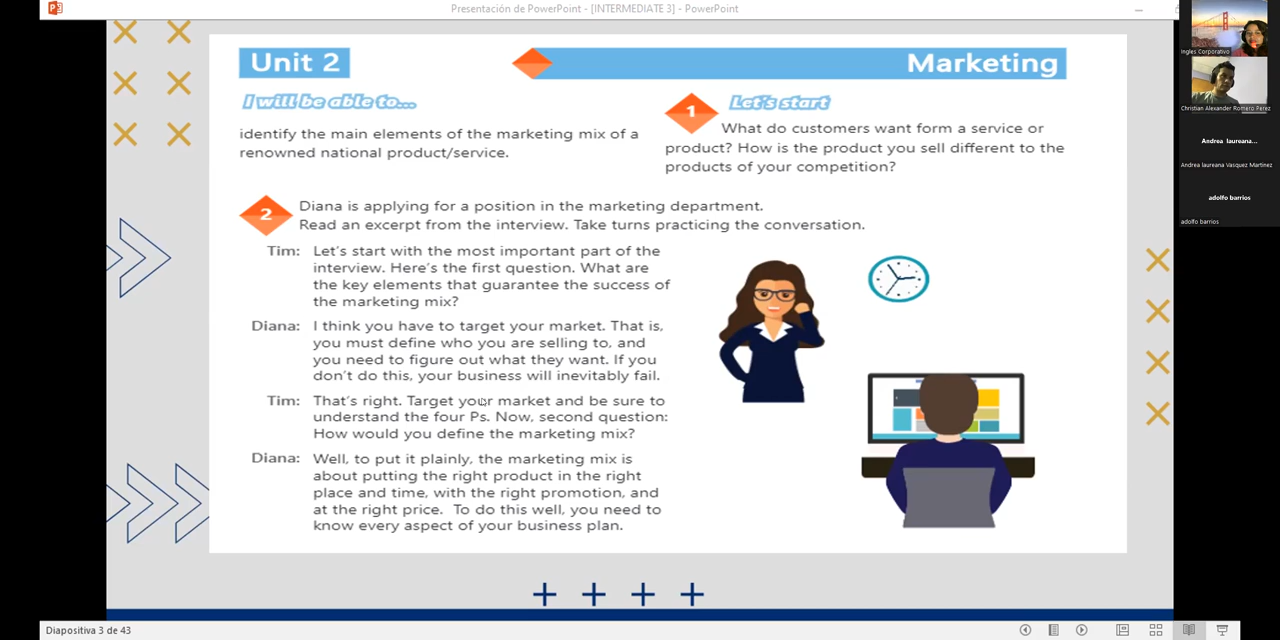 Presentación de PowerPoint - [INTERMEDIATE 3] - PowerPoint
Unit 2
Marketing
I will be able to...
identify the main elements of the marketing mix of a
renowned national product/service.
1
Let's start
What do customers want form a service or
product? How is the product you sell different to the
products of your competition?
2
Diana is applying for a position in the marketing department.
Read an excerpt from the interview. Take turns practicing the conversation.
Tim: Let's start with the most important part of the
interview. Here's the first question. What are
the key elements that guarantee the success of
the marketing mix?
Diana: I think you have to target your market. That is,
you must define who you are selling to, and
you need to figure out what they want. If you
don't do this, your business will inevitably fail.
Tim: That's right. Target your market and be sure to
understand the four Ps. Now, second question:
How would you define the marketing mix?
Diana: Well, to put it plainly, the marketing mix is
about putting the right product in the right
place and time, with the right promotion, and
at the right price. To do this well, you need to
know every aspect of your business plan.
Ingles Corporativo
Christian Alexander Romero Perez
Andrea laureana...
Andrea laureana Vasquez Martinez
adolfo barrios
adolfo barrios
Diapositiva 3 de 43